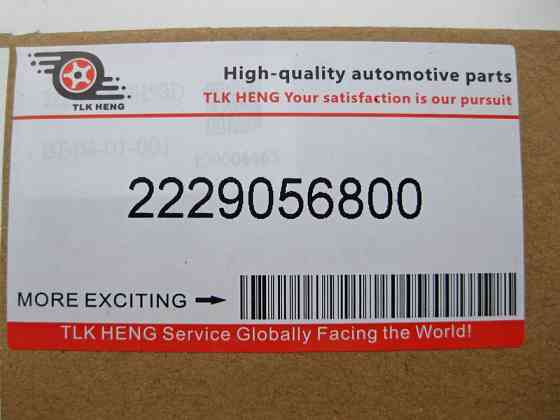 TLK HENG
High-quality automotive parts
TLK HENG Your satisfaction is our pursuit
2229056800
MORE EXCITING →
TLK HENG Service Globally Facing the World!